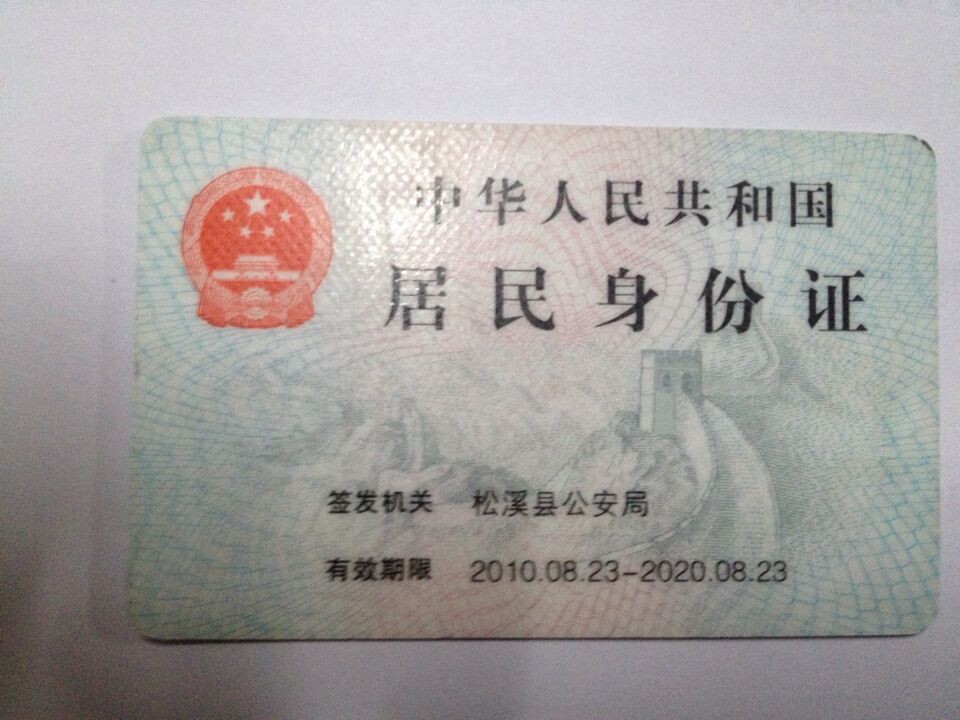 中华人民共和国
居民身份证
签发机关 松溪县公安局
有效期限 2010.08.23-2020.08.23